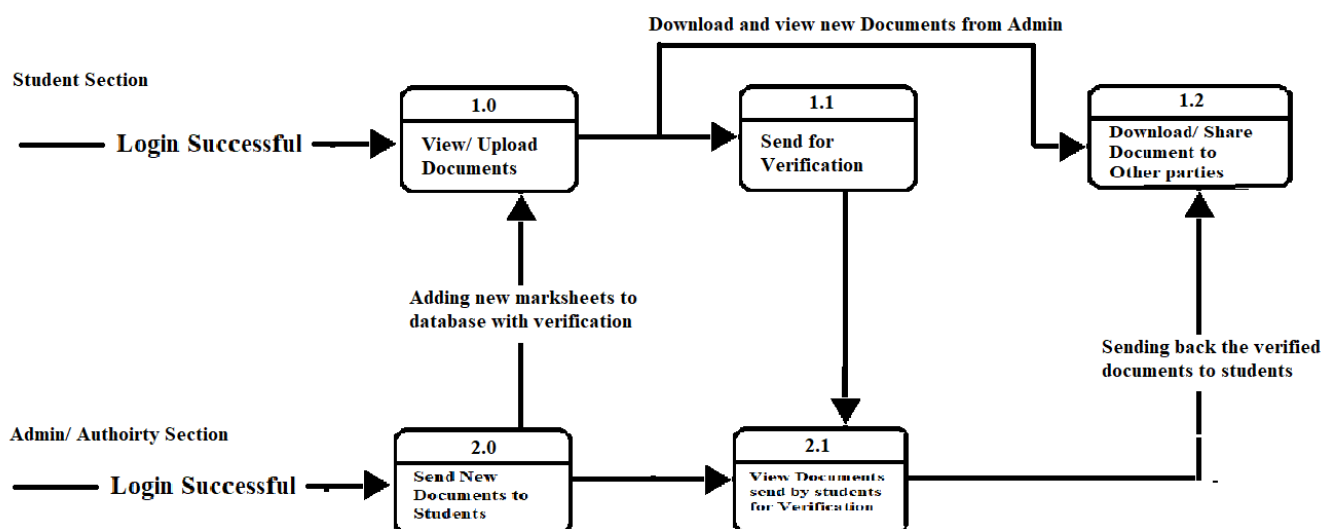 Download and view new Documents from Admin
Student Section
1.0
1.1
1.2
Login Successful
View/ Upload
Documents
Send for
Verification
Download/ Share
Document to
Other parties
Adding new marksheets to
database with verification
Sending back the verified
documents to students
Admin/ Authoirty Section
2.0
2.1
Login Successful
Send New
Documents to
Students
View Documents
send by students
for Verification